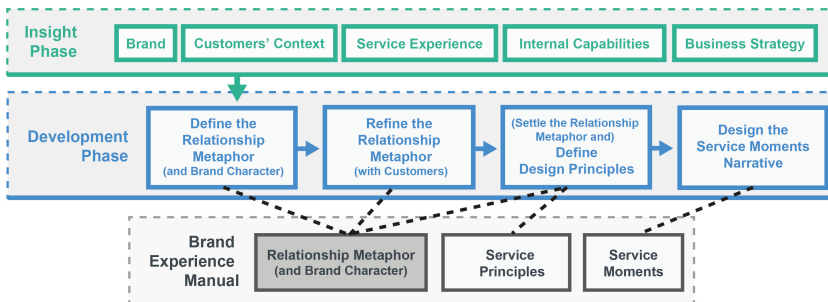 Insight
Phase
Brand
Customers' Context
Service Experience
Internal Capabilities
Business Strategy
Development
Phase
Define the
Relationship
Metaphor
(and Brand Character)
Refine the
Relationship
Metaphor
(with Customers)
(Settle the Relationship
Metaphor and)
Define
Design Principles
Design the
Service Moments
Narrative
Brand
Experience
Manual
Relationship Metaphor
(and Brand Character)
Service
Principles
Service
Moments